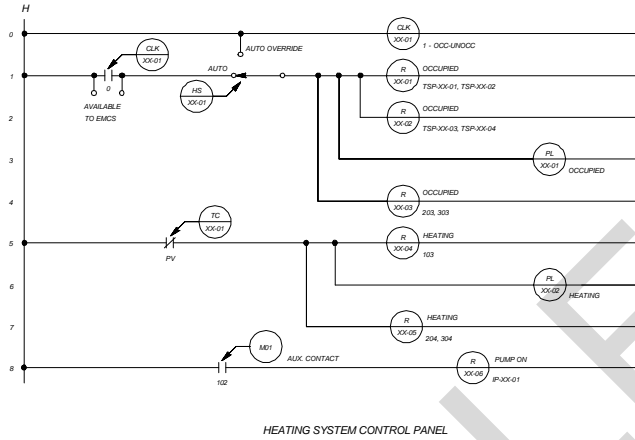 H
0
CLK
XX-01
1 - OCC-UNOCC
AUTO OVERRIDE
CLK
XX-01
1
0
AVAILABLE
TO EMCS
AUTO
HS
XX-01
R
XX-01
OCCUPIED
TSP-XX-01, TSP-XX-02
2
R
XX-02
OCCUPIED
TSP-XX-03, TSP-XX-04
3
PL
XX-01
OCCUPIED
4
R
XX-03
OCCUPIED
203, 303
TC
XX-01
5
PV
R
XX-04
HEATING
103
6
PL
XX-02
HEATING
7
R
XX-05
HEATING
204, 304
8
M01
AUX. CONTACT
102
R
XX-06
PUMP ON
IP-XX-01
HEATING SYSTEM CONTROL PANEL